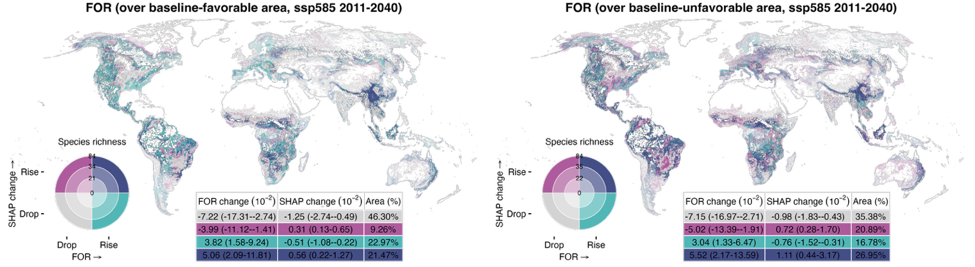 FOR (over baseline-favorable area, ssp585 2011-2040)
Species richness
84
34
21
0
SHAP change →
Rise
Drop
Drop
Rise
FOR →
FOR change (10⁻²) SHAP change (10⁻²) Area (%)
-7.22 (-17.31--2.74) -1.25 (-2.74--0.49) 46.30%
-3.99 (-11.12--1.41) 0.31 (0.13-0.65) 9.26%
3.82 (1.58-9.24) -0.51 (-1.08--0.22) 22.97%
5.06 (2.09-11.81) 0.56 (0.22-1.27) 21.47%
FOR (over baseline-unfavorable area, ssp585 2011-2040)
Species richness
84
34
21
0
SHAP change →
Rise
Drop
Drop
Rise
FOR →
FOR change (10⁻²) SHAP change (10⁻²) Area (%)
-7.15 (-16.97--2.71) -0.98 (-1.83--0.43) 35.38%
-5.02 (-13.39--1.91) 0.72 (0.28-1.70) 20.89%
3.04 (1.33-6.47) -0.76 (-1.52--0.31) 16.78%
5.52 (2.17-13.59) 1.11 (0.44-3.17) 26.95%